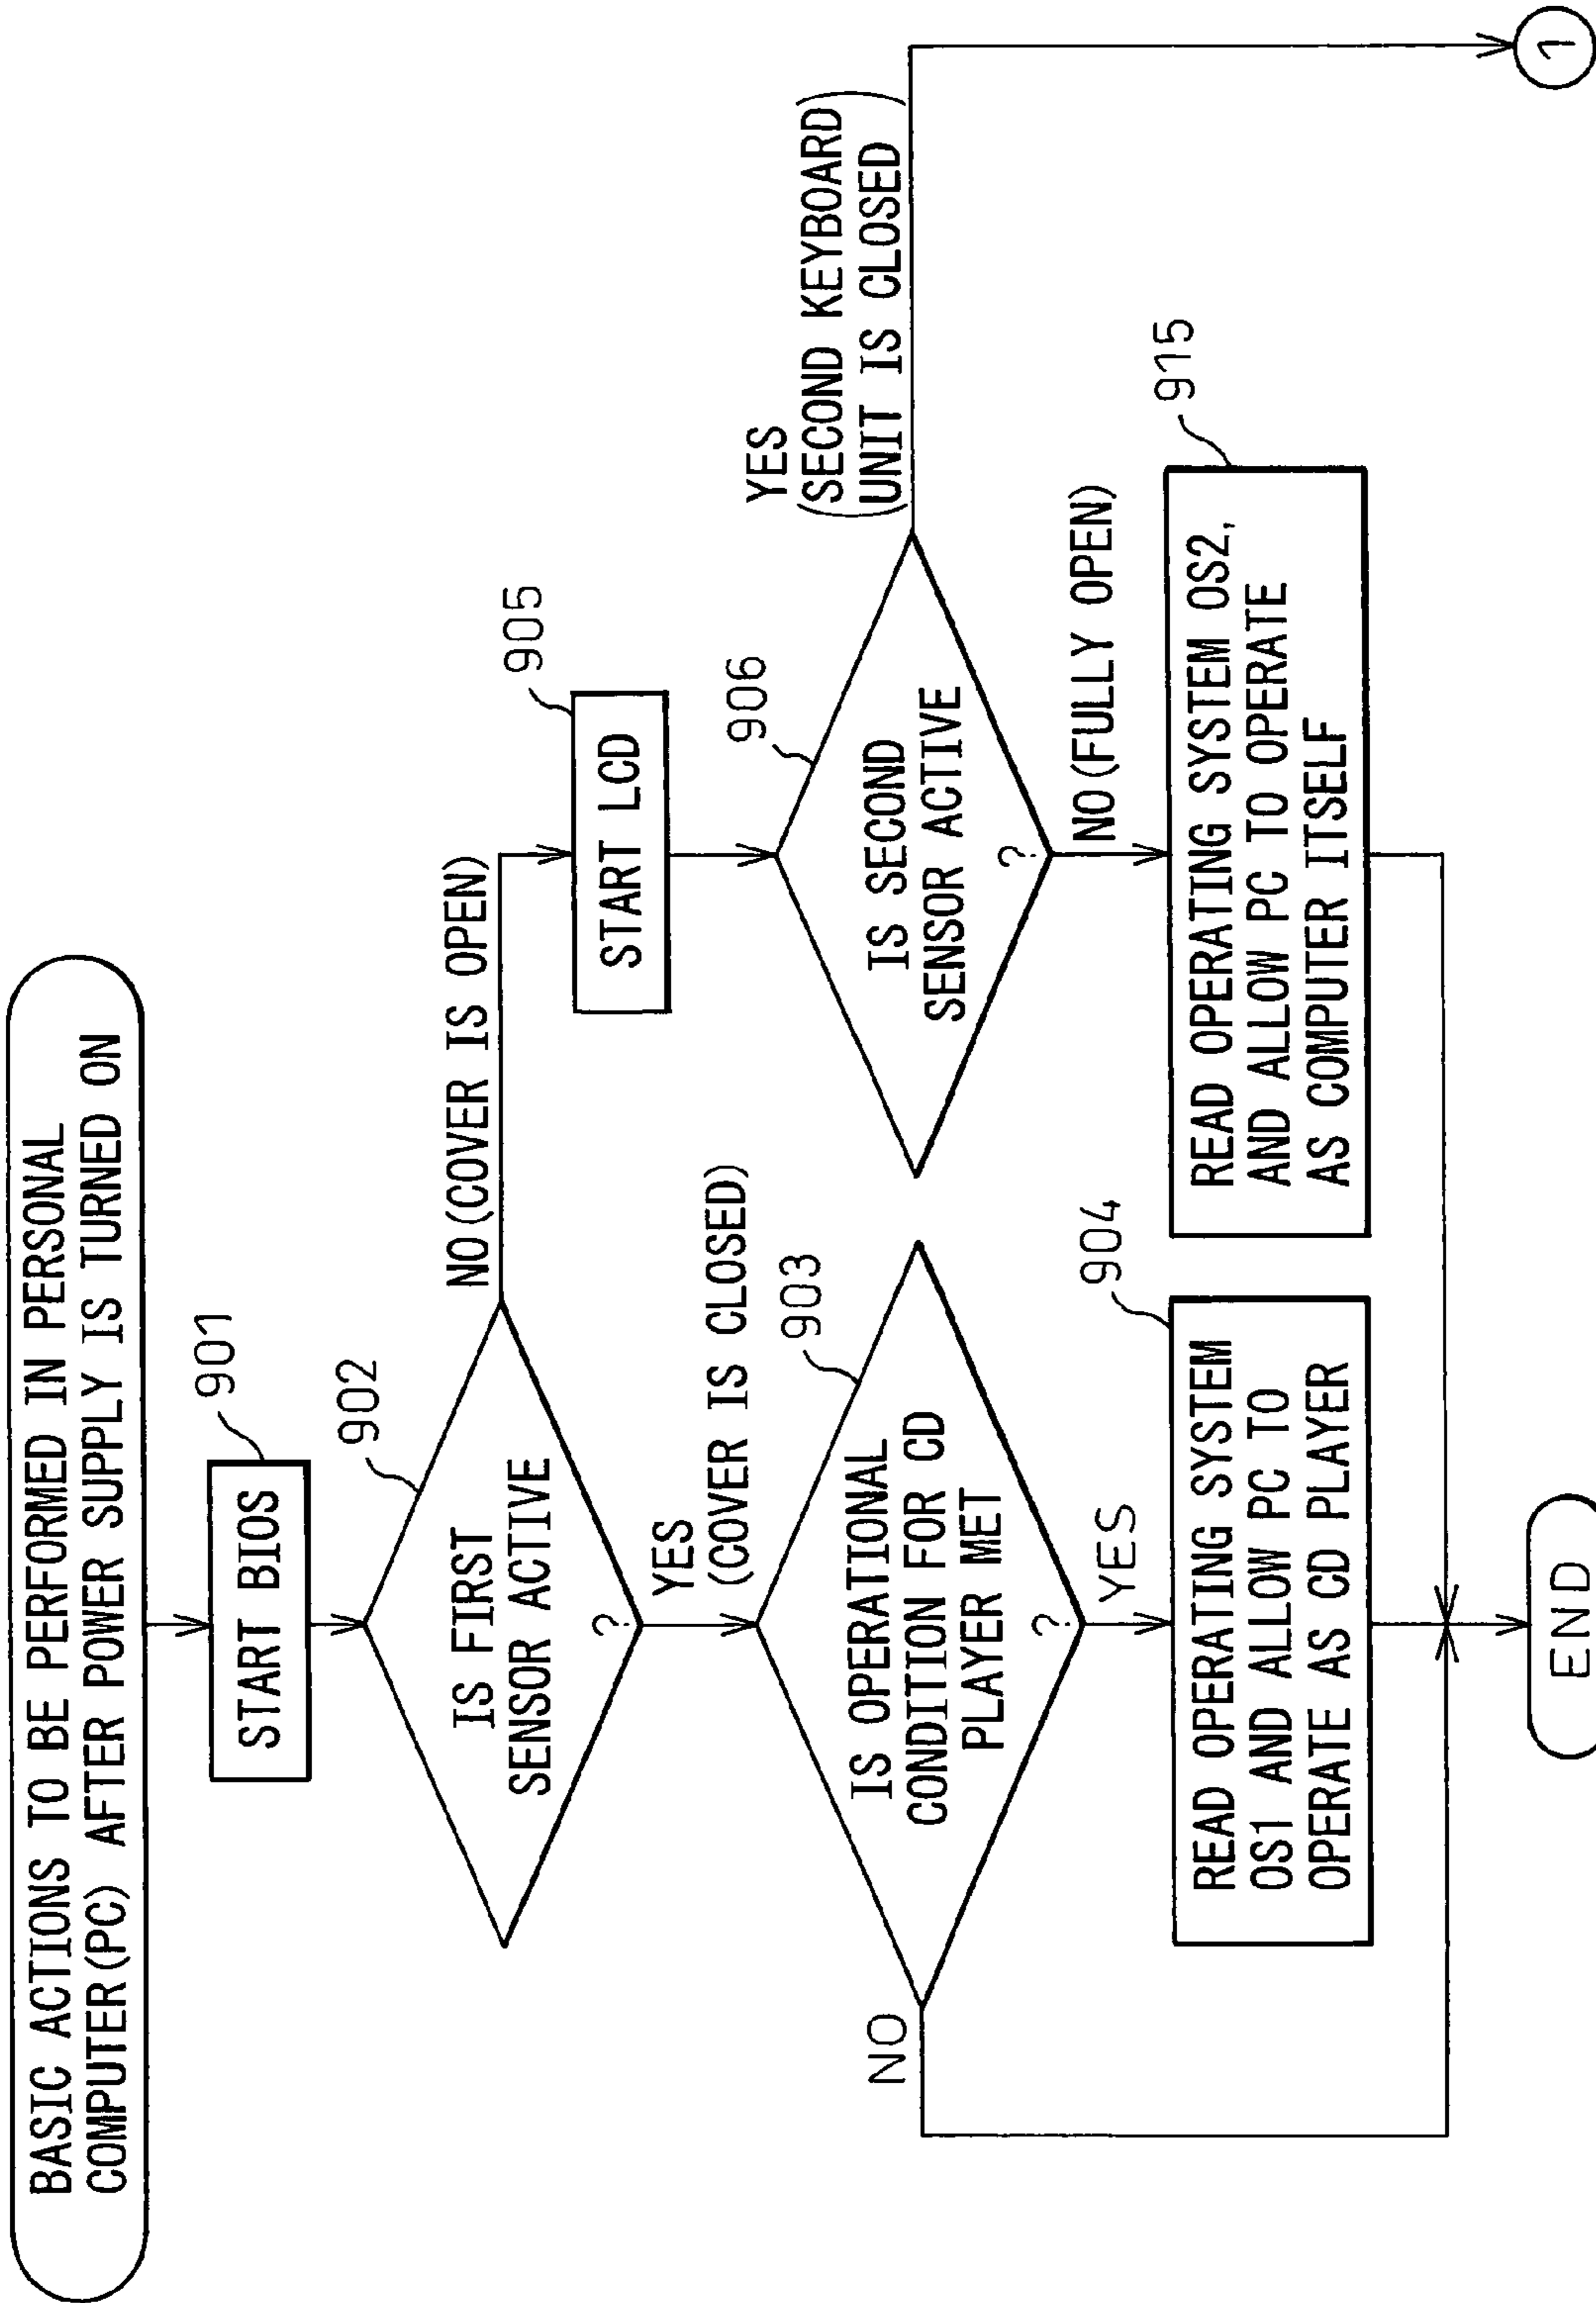 BASIC ACTIONS TO BE PERFORMED IN PERSONAL
COMPUTER(PC) AFTER POWER SUPPLY IS TURNED ON
901
START BIOS
902
IS FIRST
SENSOR ACTIVE
?
NO(COVER IS OPEN)
YES
(COVER IS CLOSED)
903
IS OPERATIONAL
CONDITION FOR CD
PLAYER MET
?
NO
YES
904
READ OPERATING SYSTEM
OS1 AND ALLOW PC TO
OPERATE AS CD PLAYER
905
START LCD
906
IS SECOND
SENSOR ACTIVE
?
YES
(SECOND KEYBOARD
UNIT IS CLOSED)
NO(FULLY OPEN)
915
READ OPERATING SYSTEM OS2,
AND ALLOW PC TO OPERATE
AS COMPUTER ITSELF
END
1